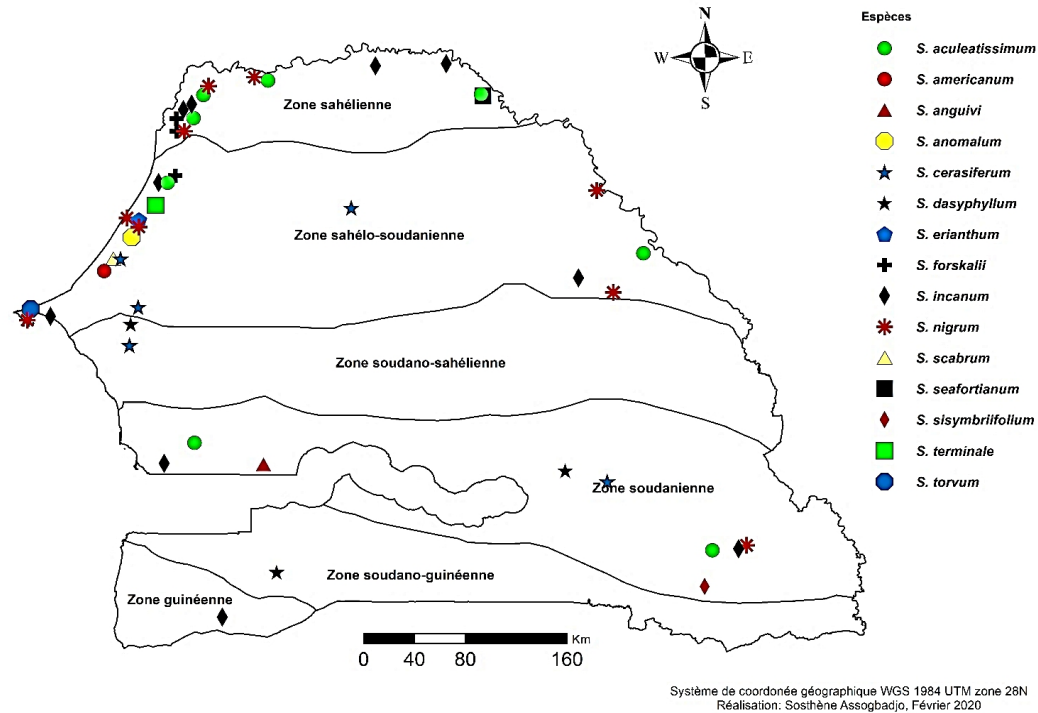 N
W E
S
Espèces
S. aculeatissimum
S. americanum
S. anguivi
S. anomalum
S. cerasiferum
S. dasyphyllum
S. erianthum
S. forskalii
S. incanum
S. nigrum
S. scabrum
S. seafortianum
S. sisymbriifolium
S. terminale
S. torvum
Zone sahélienne
Zone sahélo-soudanienne
Zone soudano-sahélienne
Zone soudanienne
Zone soudano-guinéenne
Zone guinéenne
Km
0 40 80 160
Système de coordonée géographique WGS 1984 UTM zone 28N
Réalisation: Sosthène Assogbadjo, Février 2020